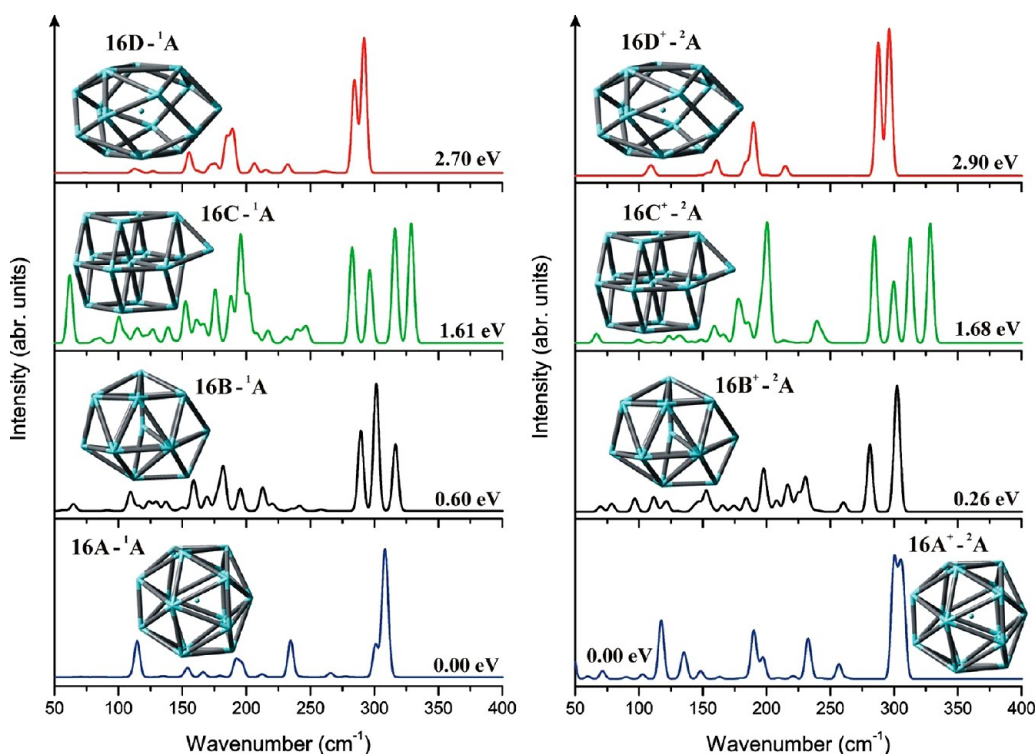 16D - ¹A
2.70 eV
16C - ¹A
1.61 eV
16B - ¹A
0.60 eV
16A - ¹A
0.00 eV
Intensity (abr. units)
50 100 150 200 250 300 350 400
Wavenumber (cm⁻¹)
16D⁺ - ²A
2.90 eV
16C⁺ - ²A
1.68 eV
16B⁺ - ²A
0.26 eV
16A⁺ - ²A
0.00 eV
Intensity (abr. units)
50 100 150 200 250 300 350 400
Wavenumber (cm⁻¹)